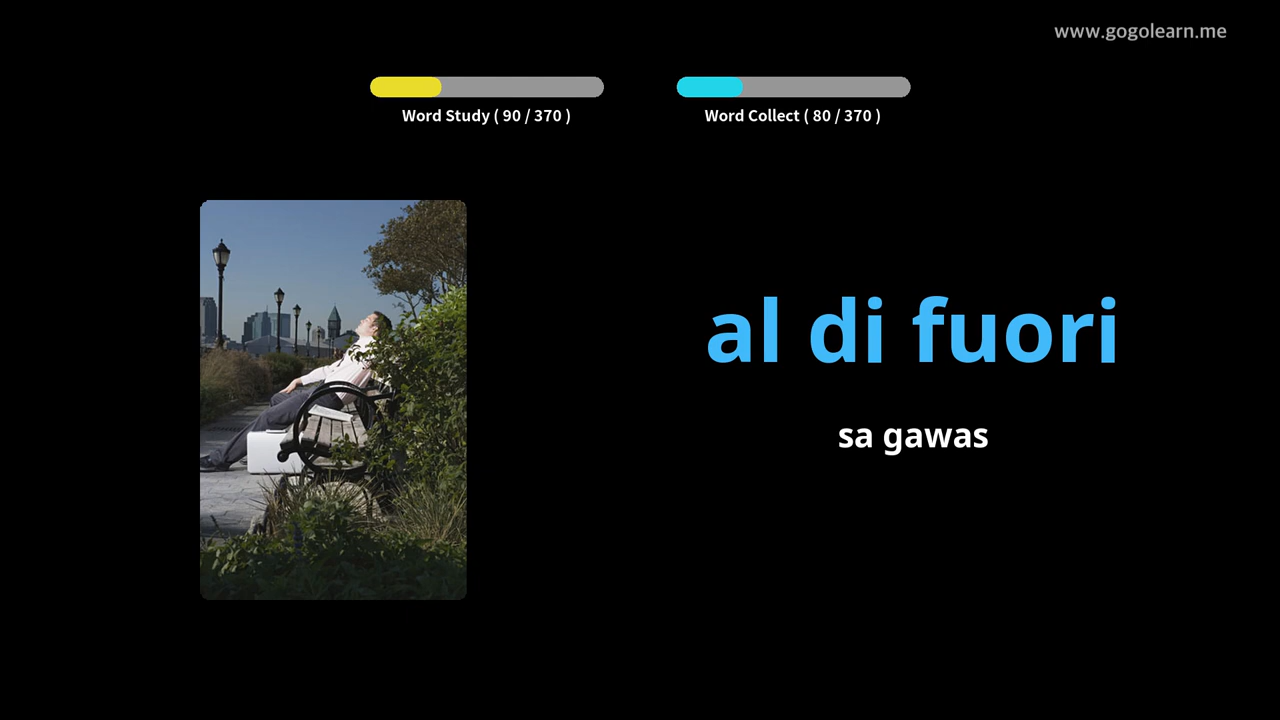 www.gogolearn.me
Word Study ( 90 / 370 )
Word Collect ( 80 / 370 )
al di fuori
sa gawas